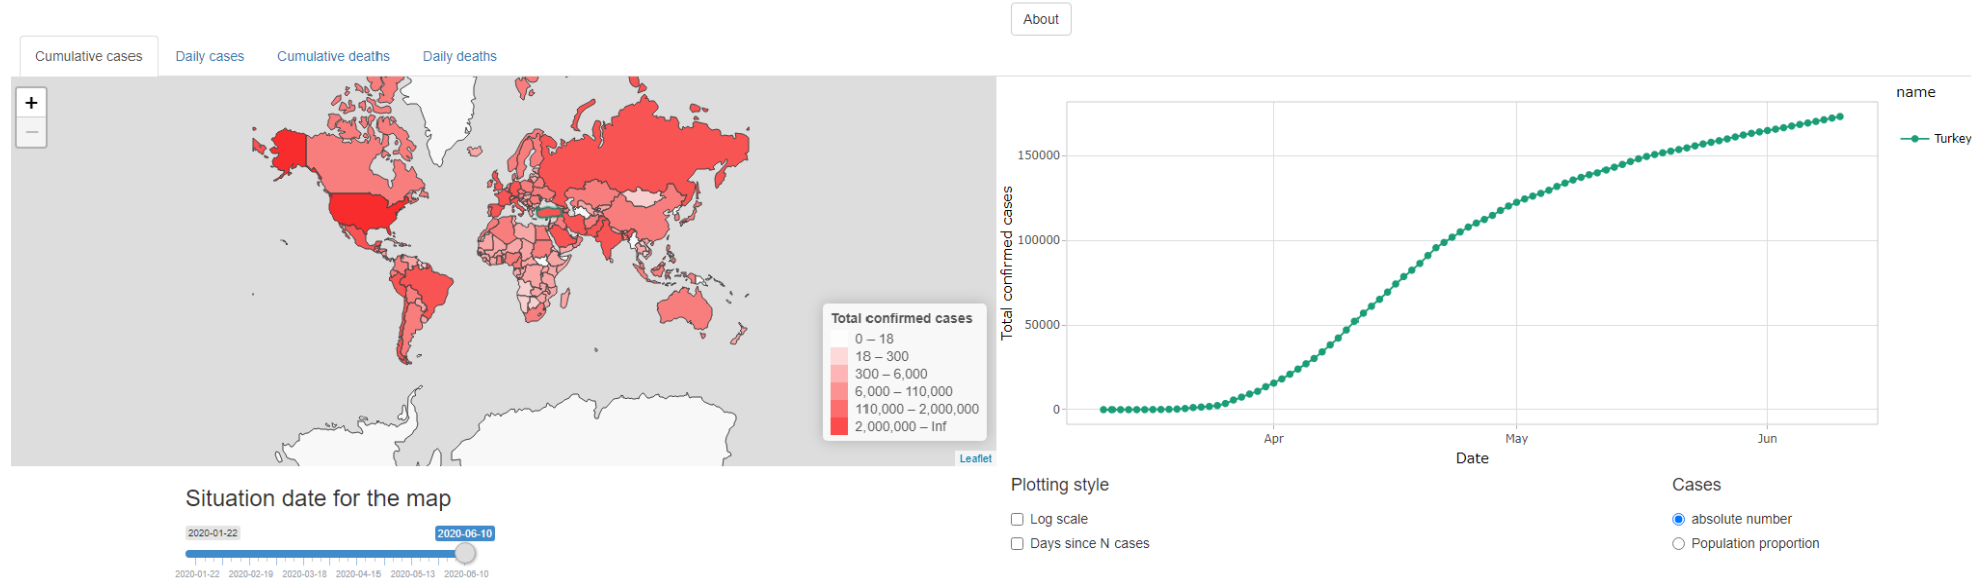 About
Cumulative cases
Daily cases
Cumulative deaths
Daily deaths
+
−
Total confirmed cases
0 – 18
18 – 300
300 – 6,000
6,000 – 110,000
110,000 – 2,000,000
2,000,000 – Inf
Leaflet
Situation date for the map
2020-01-22
2020-06-10
2020-01-22 2020-02-19 2020-03-18 2020-04-15 2020-05-13 2020-06-10
name
Turkey
Total confirmed cases
150000
100000
50000
0
Apr
May
Jun
Date
Plotting style
Log scale
Days since N cases
Cases
absolute number
Population proportion